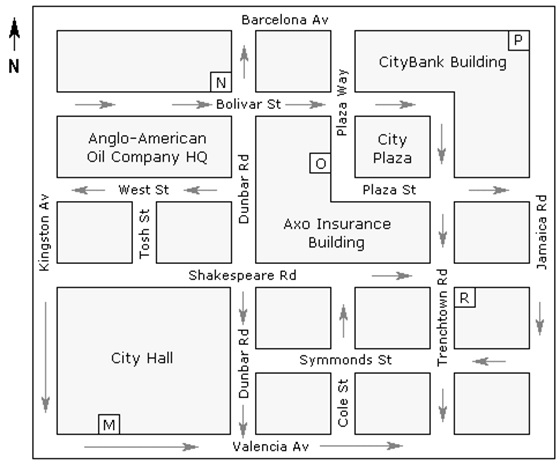 Barcelona Av
P
CityBank Building
N
N
Bolivar St
Plaza Way
Anglo-American
Oil Company HQ
City
Plaza
O
Dunbar Rd
West St
Plaza St
Kingston Av
Tosh St
Axo Insurance
Building
Jamaica Rd
Shakespeare Rd
Trenchtown Rd
R
City Hall
Dunbar Rd
Symmonds St
Cole St
M
Valencia Av